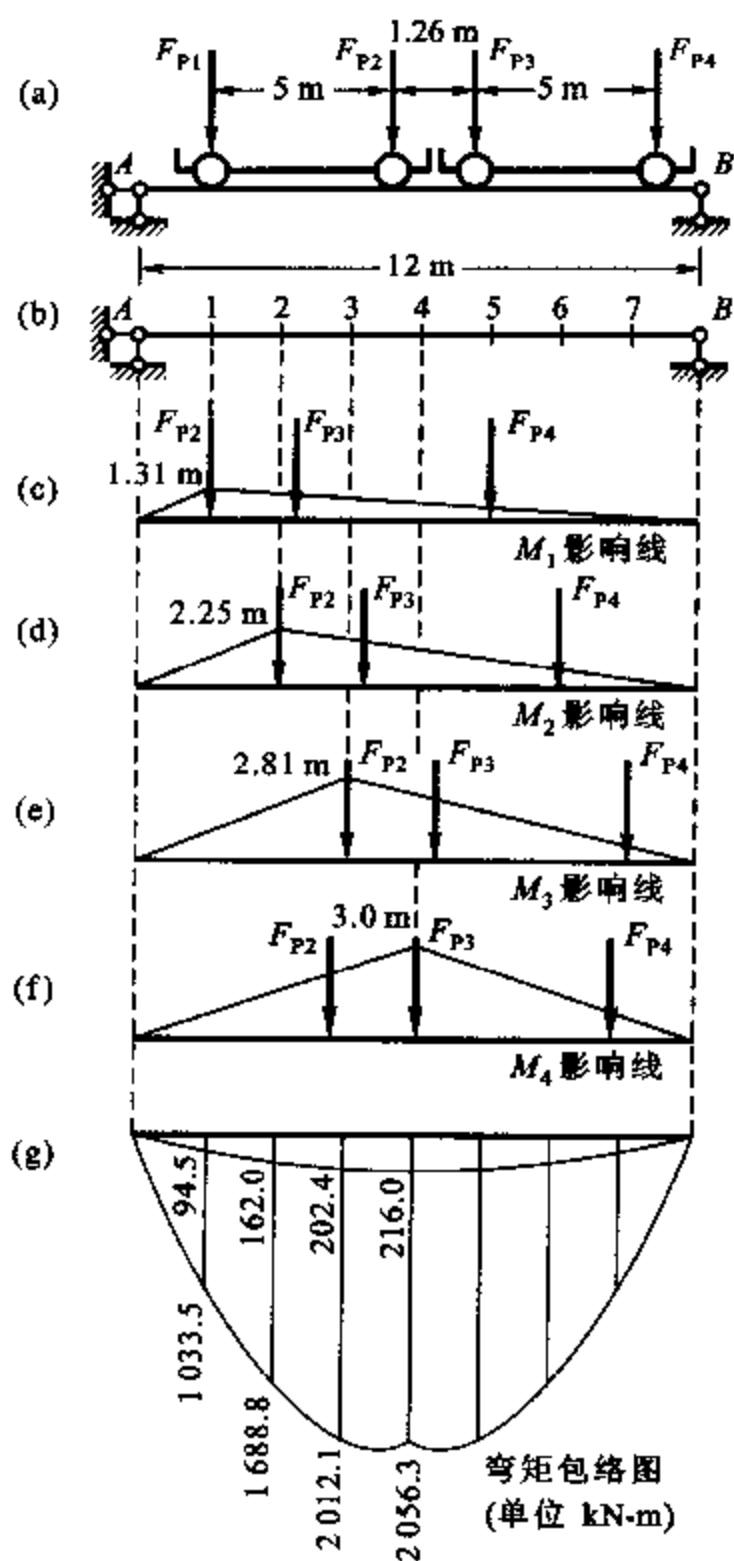 (a)
F_P1 F_P2 1.26 m F_P3 F_P4
5 m 5 m
A B
12 m
(b) A 1 2 3 4 5 6 7 B
(c) F_P2 F_P3 F_P4
1.31 m
M_1 影响线
(d) F_P2 F_P3 F_P4
2.25 m
M_2 影响线
(e) F_P2 F_P3 F_P4
2.81 m
M_3 影响线
(f) F_P2 3.0 m F_P3 F_P4
M_4 影响线
(g)
94.5 162.0 202.4 216.0
1 033.5 1 688.8 2 012.1 2 056.3
弯矩包络图
(单位 kN-m)